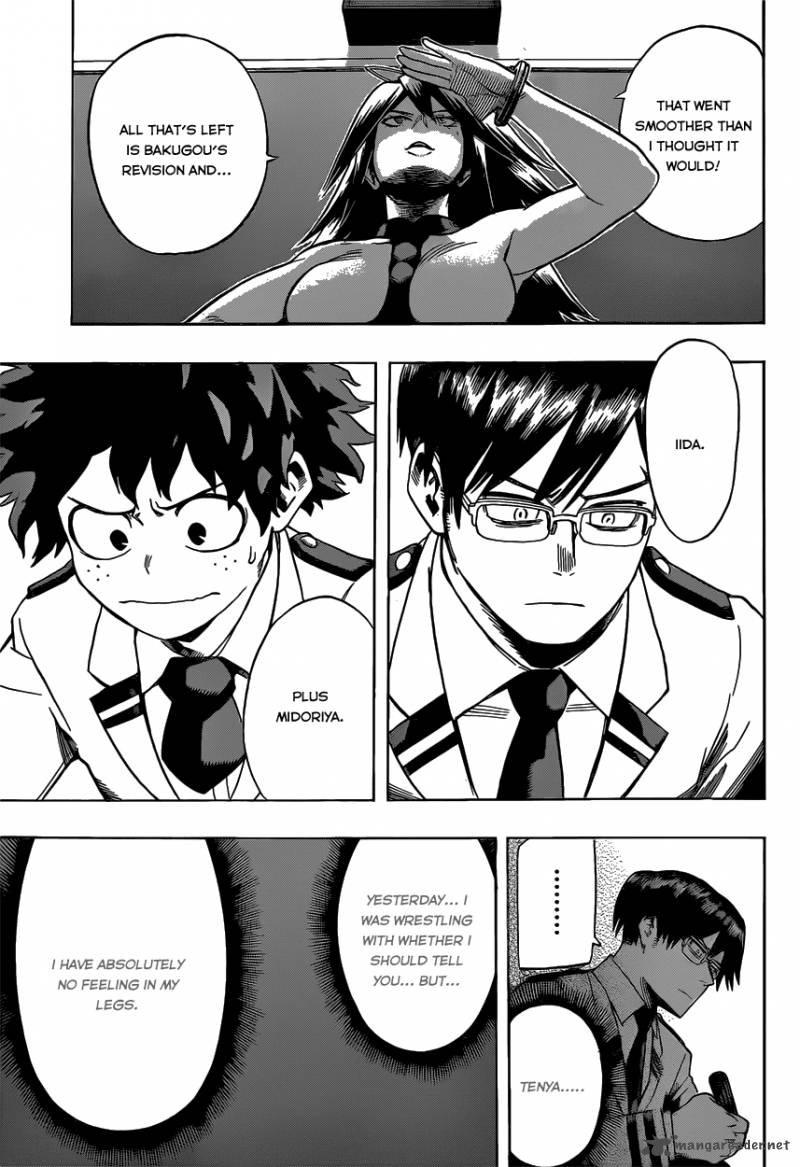 THAT WENT
SMOOTHER THAN
I THOUGHT IT
WOULD!
ALL THAT'S LEFT
IS BAKUGOU'S
REVISION AND...
IIDA.
PLUS
MIDORIYA.
.......
TENYA.....
YESTERDAY... I
WAS WRESTLING
WITH WHETHER I
SHOULD TELL
YOU... BUT...
I HAVE ABSOLUTELY
NO FEELING IN MY
LEGS.
mangareader.net